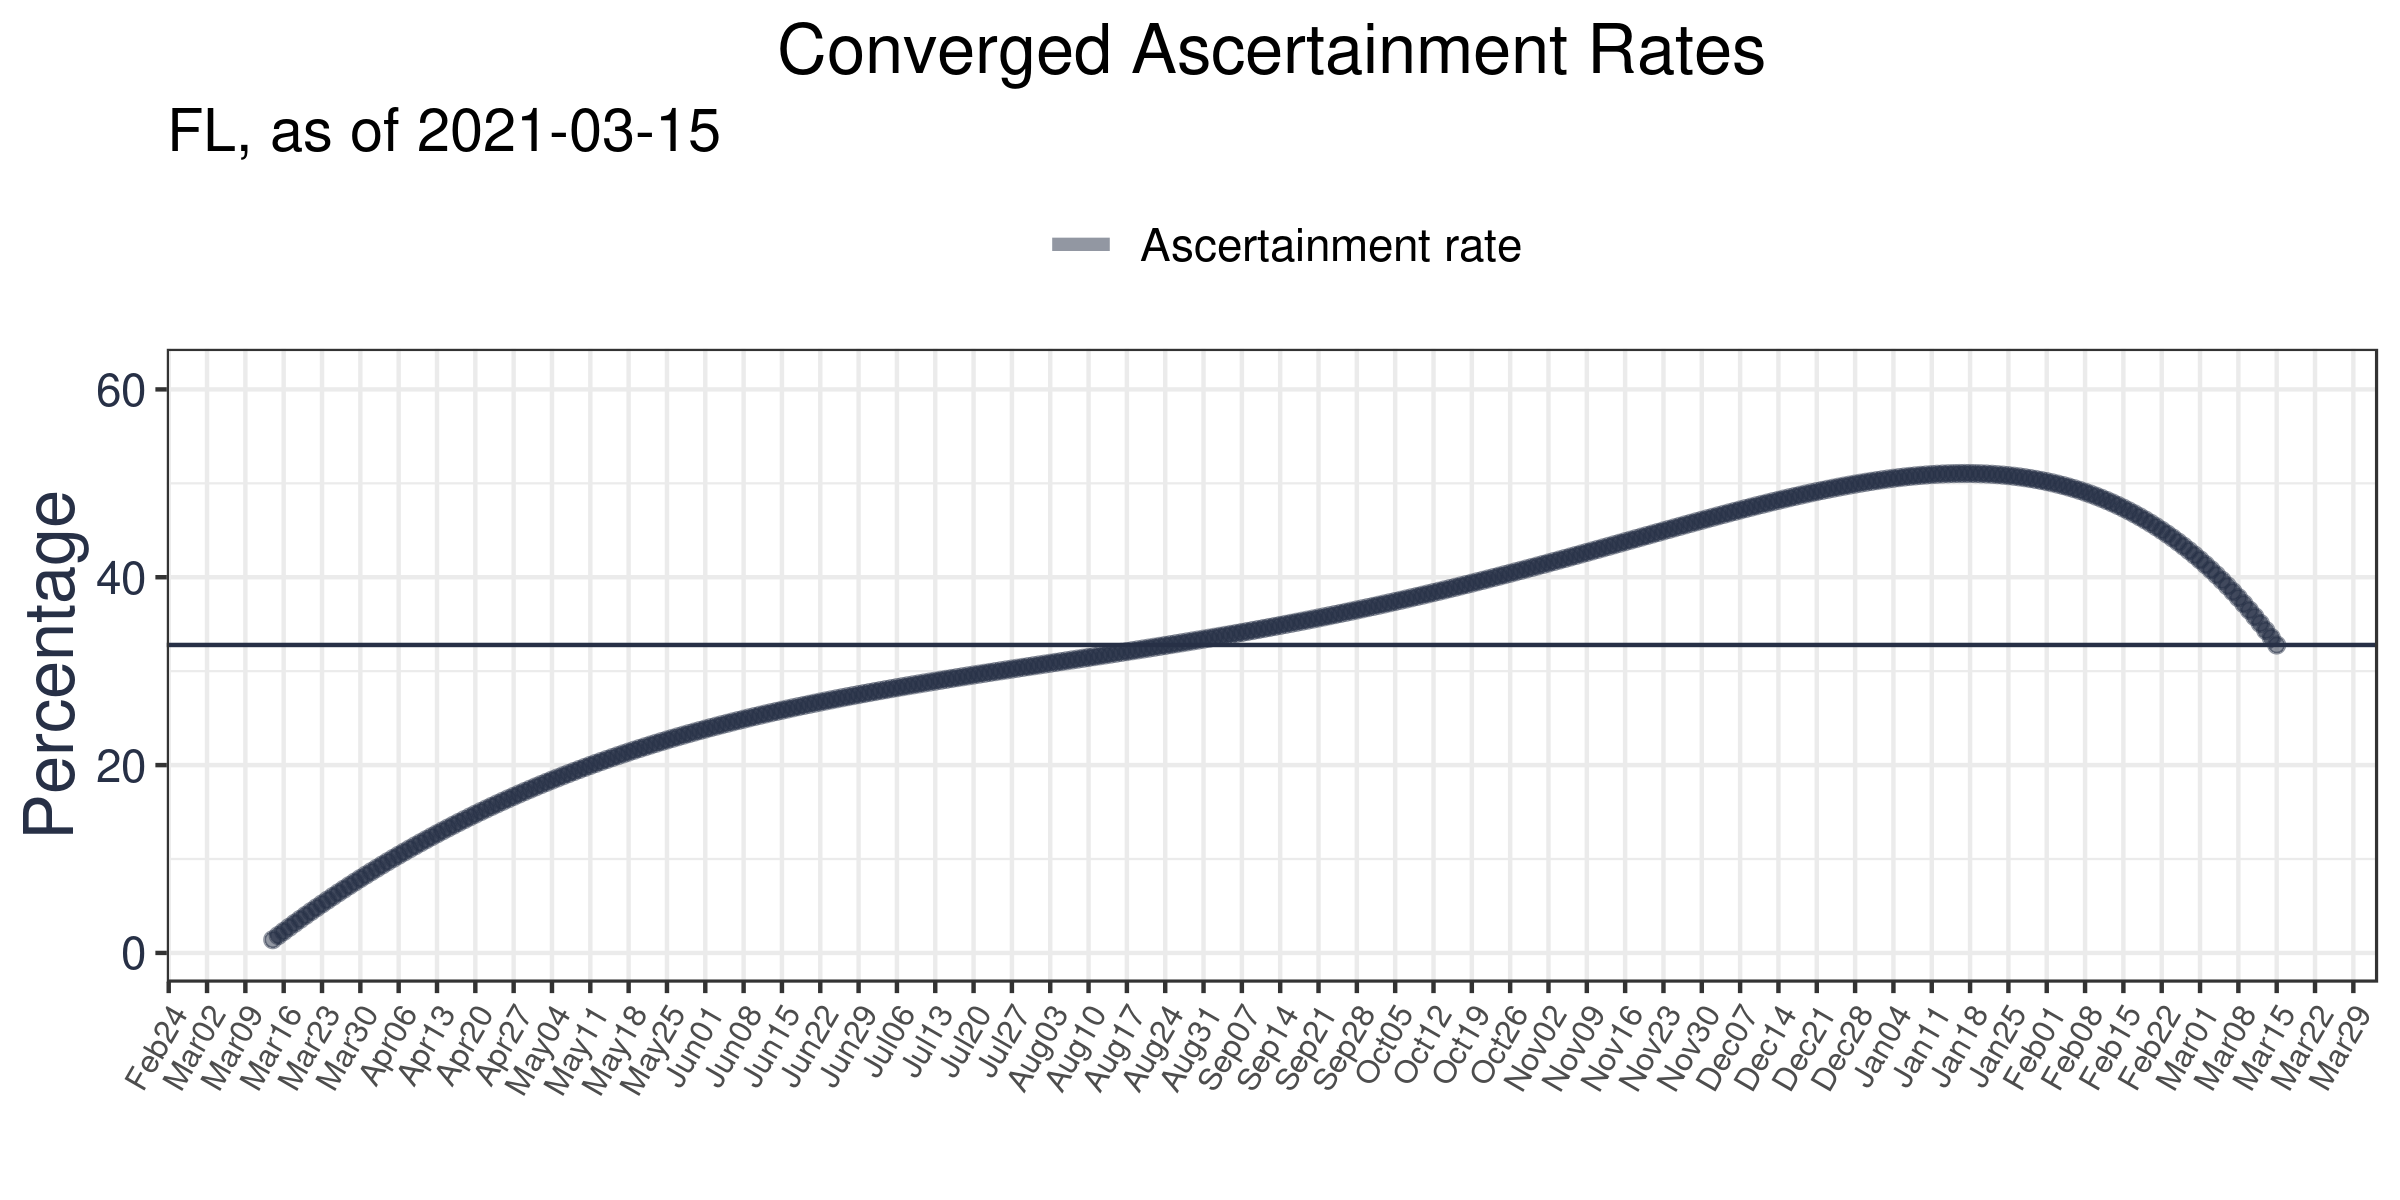 Converged Ascertainment Rates
FL, as of 2021-03-15
Ascertainment rate
Percentage
60
40
20
0
Feb24
Mar02
Mar09
Mar16
Mar23
Mar30
Apr06
Apr13
Apr20
Apr27
May04
May11
May18
May25
Jun01
Jun08
Jun15
Jun22
Jun29
Jul06
Jul13
Jul20
Jul27
Aug03
Aug10
Aug17
Aug24
Aug31
Sep07
Sep14
Sep21
Sep28
Oct05
Oct12
Oct19
Oct26
Nov02
Nov09
Nov16
Nov23
Nov30
Dec07
Dec14
Dec21
Dec28
Jan04
Jan11
Jan18
Jan25
Feb01
Feb08
Feb15
Feb22
Mar01
Mar08
Mar15
Mar22
Mar29